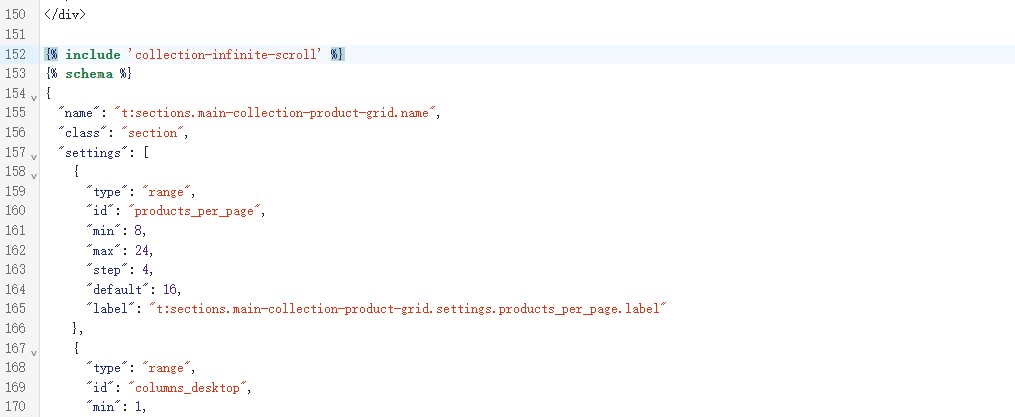 150 </div>
151
152 {% include 'collection-infinite-scroll' %}
153 {% schema %}
154 {
155 "name": "t:sections.main-collection-product-grid.name",
156 "class": "section",
157 "settings": [
158 {
159 "type": "range",
160 "id": "products_per_page",
161 "min": 8,
162 "max": 24,
163 "step": 4,
164 "default": 16,
165 "label": "t:sections.main-collection-product-grid.settings.products_per_page.label"
166 },
167 {
168 "type": "range",
169 "id": "columns_desktop",
170 "min": 1,